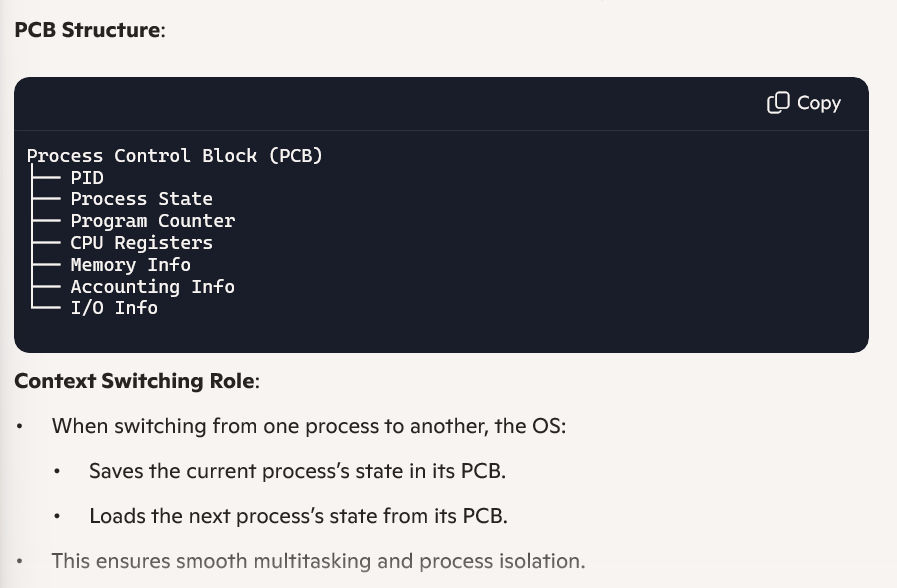 PCB Structure:
Copy
Process Control Block (PCB)
├── PID
├── Process State
├── Program Counter
├── CPU Registers
├── Memory Info
├── Accounting Info
└── I/O Info
Context Switching Role:
• When switching from one process to another, the OS:
• Saves the current process’s state in its PCB.
• Loads the next process’s state from its PCB.
• This ensures smooth multitasking and process isolation.